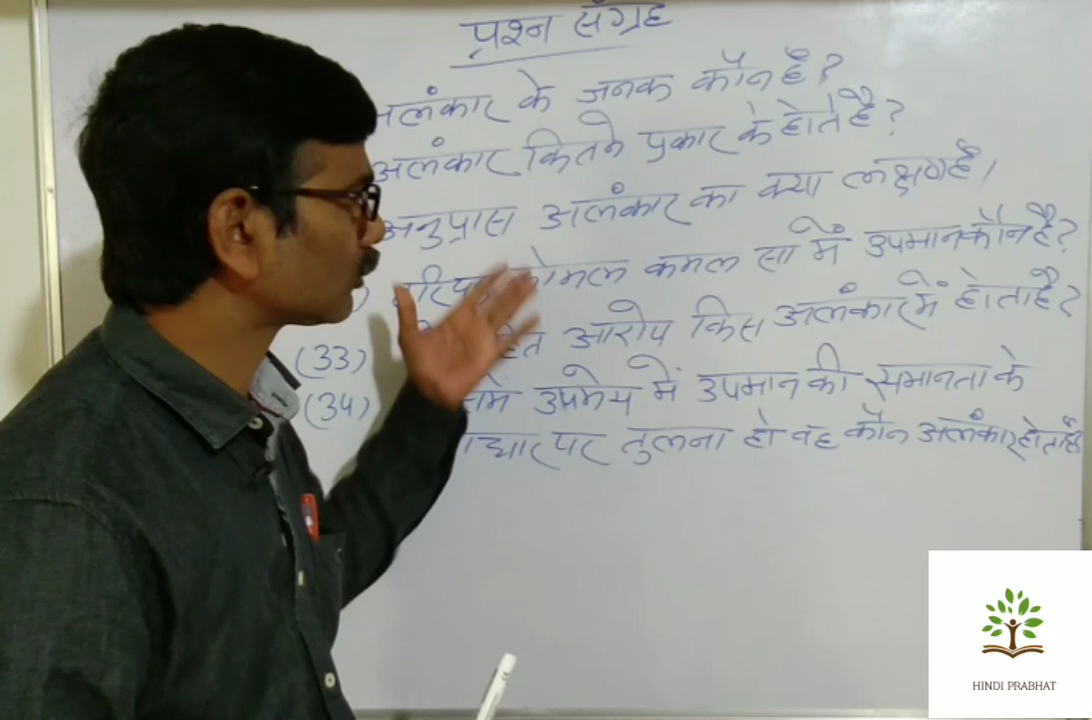 प्रश्न संग्रह
अलंकार के जनक कौन है?
अलंकार कितने प्रकार के होते है?
अनुप्रास अलंकार का क्या लक्षण है।
कोमल कमल सा में उपमान कौन है?
(33) आरोप किस अलंकार में होता है?
(34) उपमेय में उपमान की समानता के
पर तुलना हो वह कौन अलंकार होता है
HINDI PRABHAT